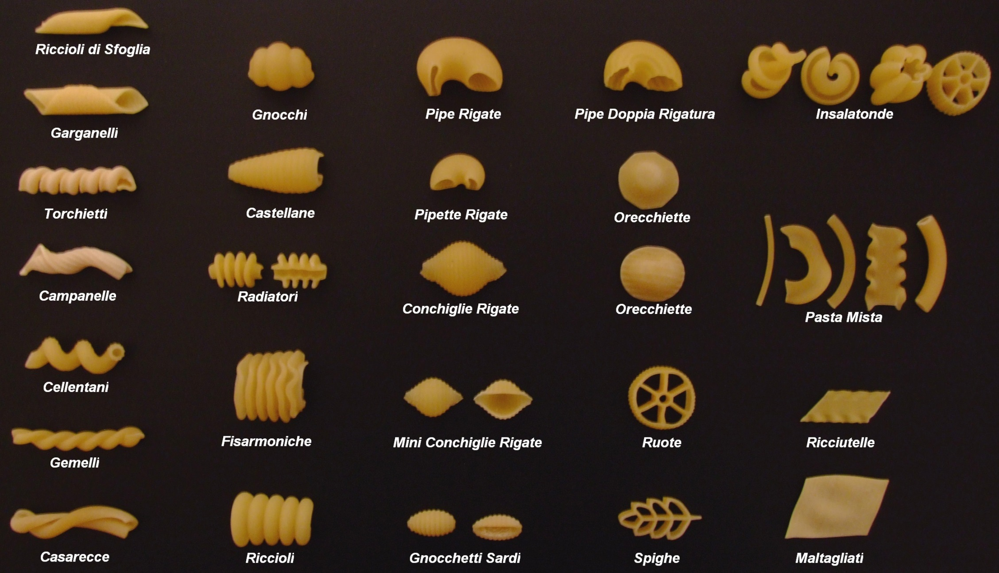 Riccioli di Sfoglia
Garganelli
Torchietti
Campanelle
Cellentani
Gemelli
Casarecce
Gnocchi
Castellane
Radiatori
Fisarmoniche
Riccioli
Pipe Rigate
Pipette Rigate
Conchiglie Rigate
Mini Conchiglie Rigate
Gnocchetti Sardi
Pipe Doppia Rigatura
Orecchiette
Orecchiette
Ruote
Spighe
Insalatonde
Pasta Mista
Ricciutelle
Maltagliati